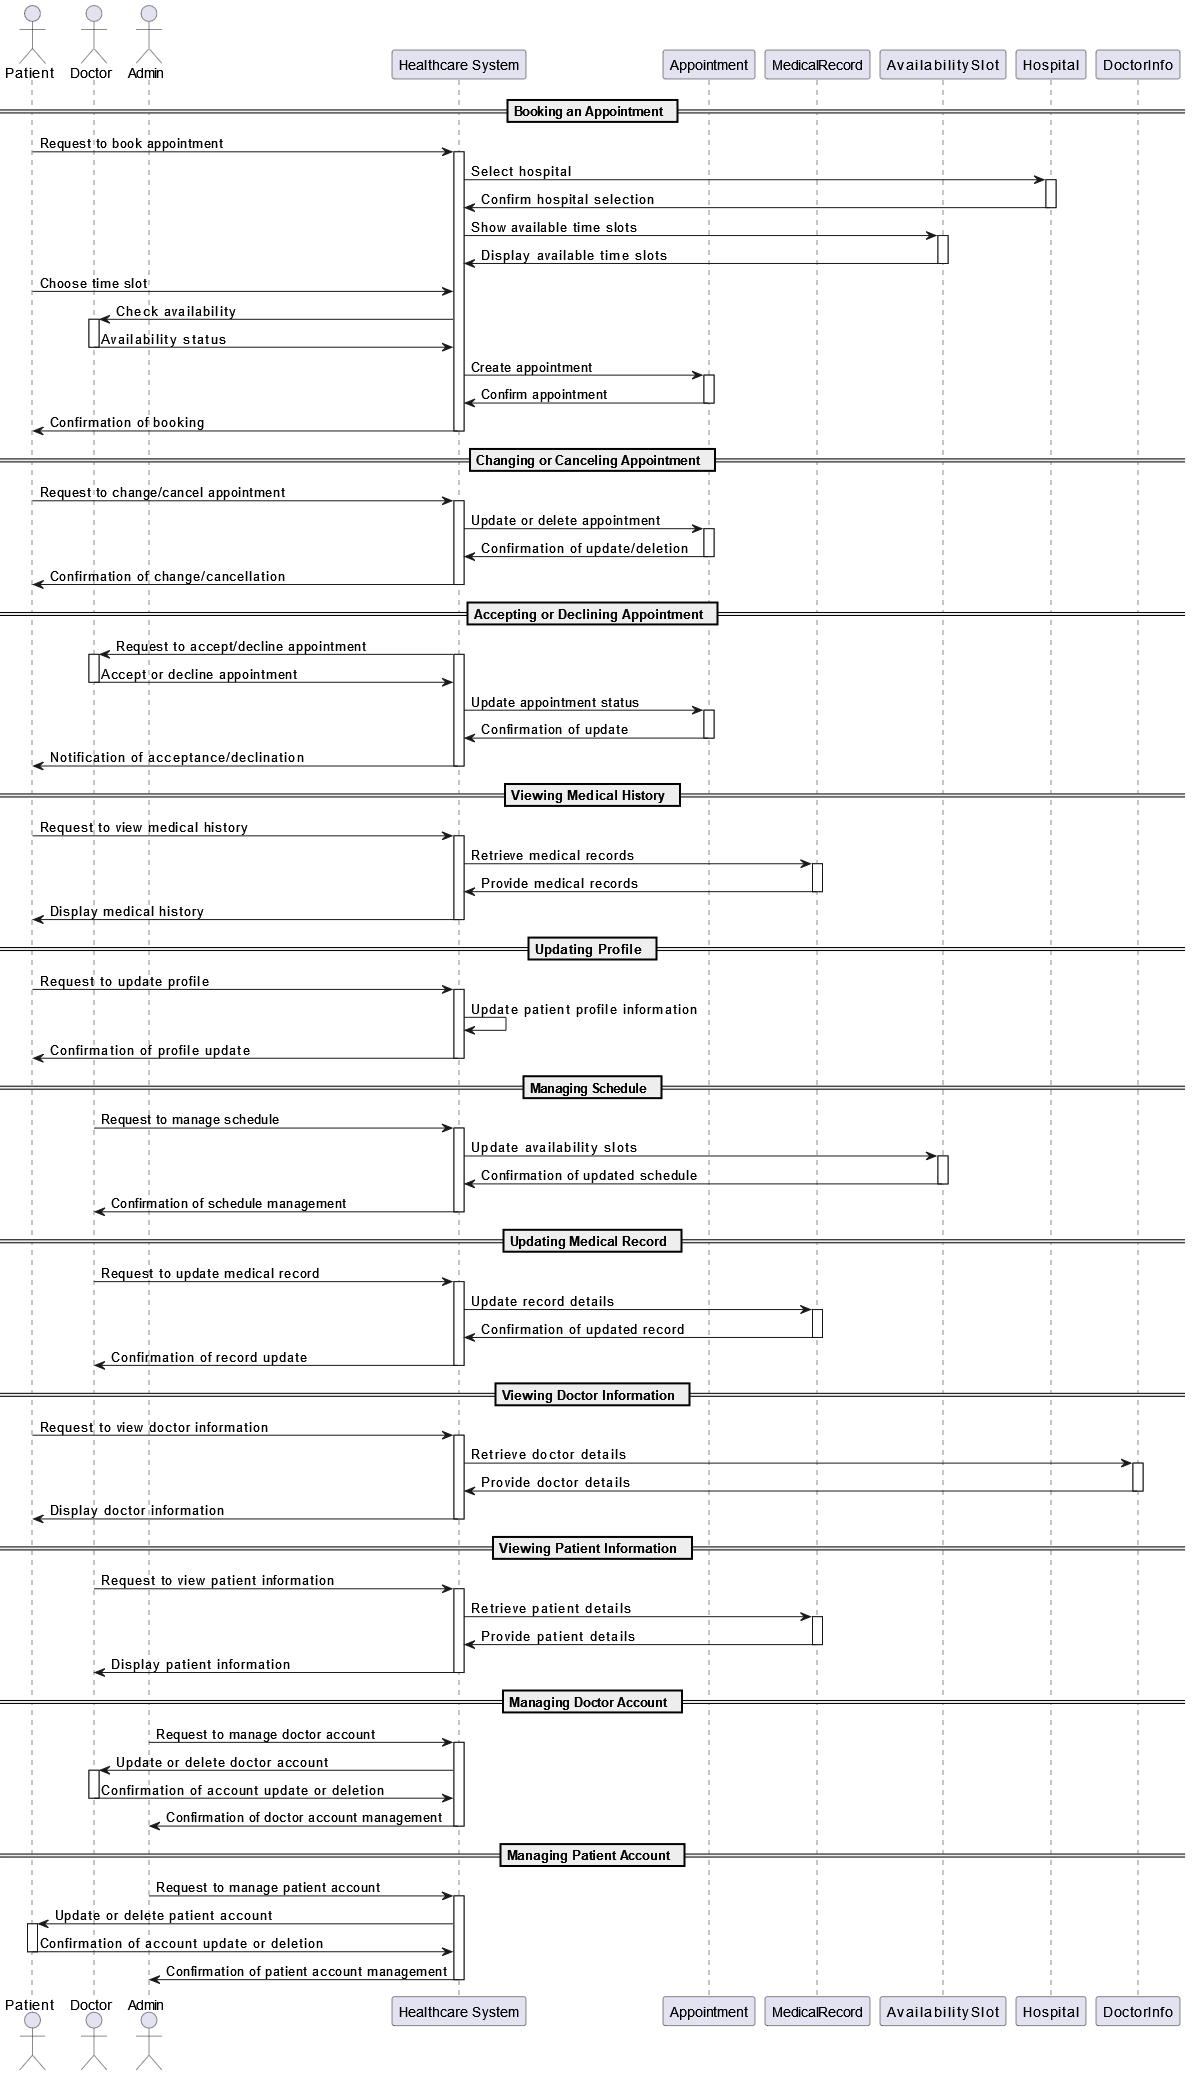 Patient Doctor Admin
Healthcare System Appointment MedicalRecord AvailabilitySlot Hospital DoctorInfo
Booking an Appointment
Request to book appointment
Select hospital
Confirm hospital selection
Show available time slots
Display available time slots
Choose time slot
Check availability
Availability status
Create appointment
Confirm appointment
Confirmation of booking
Changing or Canceling Appointment
Request to change/cancel appointment
Update or delete appointment
Confirmation of update/deletion
Confirmation of change/cancellation
Accepting or Declining Appointment
Request to accept/decline appointment
Accept or decline appointment
Update appointment status
Confirmation of update
Notification of acceptance/declination
Viewing Medical History
Request to view medical history
Retrieve medical records
Provide medical records
Display medical history
Updating Profile
Request to update profile
Update patient profile information
Confirmation of profile update
Managing Schedule
Request to manage schedule
Update availability slots
Confirmation of updated schedule
Confirmation of schedule management
Updating Medical Record
Request to update medical record
Update record details
Confirmation of updated record
Confirmation of record update
Viewing Doctor Information
Request to view doctor information
Retrieve doctor details
Provide doctor details
Display doctor information
Viewing Patient Information
Request to view patient information
Retrieve patient details
Provide patient details
Display patient information
Managing Doctor Account
Request to manage doctor account
Update or delete doctor account
Confirmation of account update or deletion
Confirmation of doctor account management
Managing Patient Account
Request to manage patient account
Update or delete patient account
Confirmation of account update or deletion
Confirmation of patient account management
Patient Doctor Admin
Healthcare System Appointment MedicalRecord AvailabilitySlot Hospital DoctorInfo